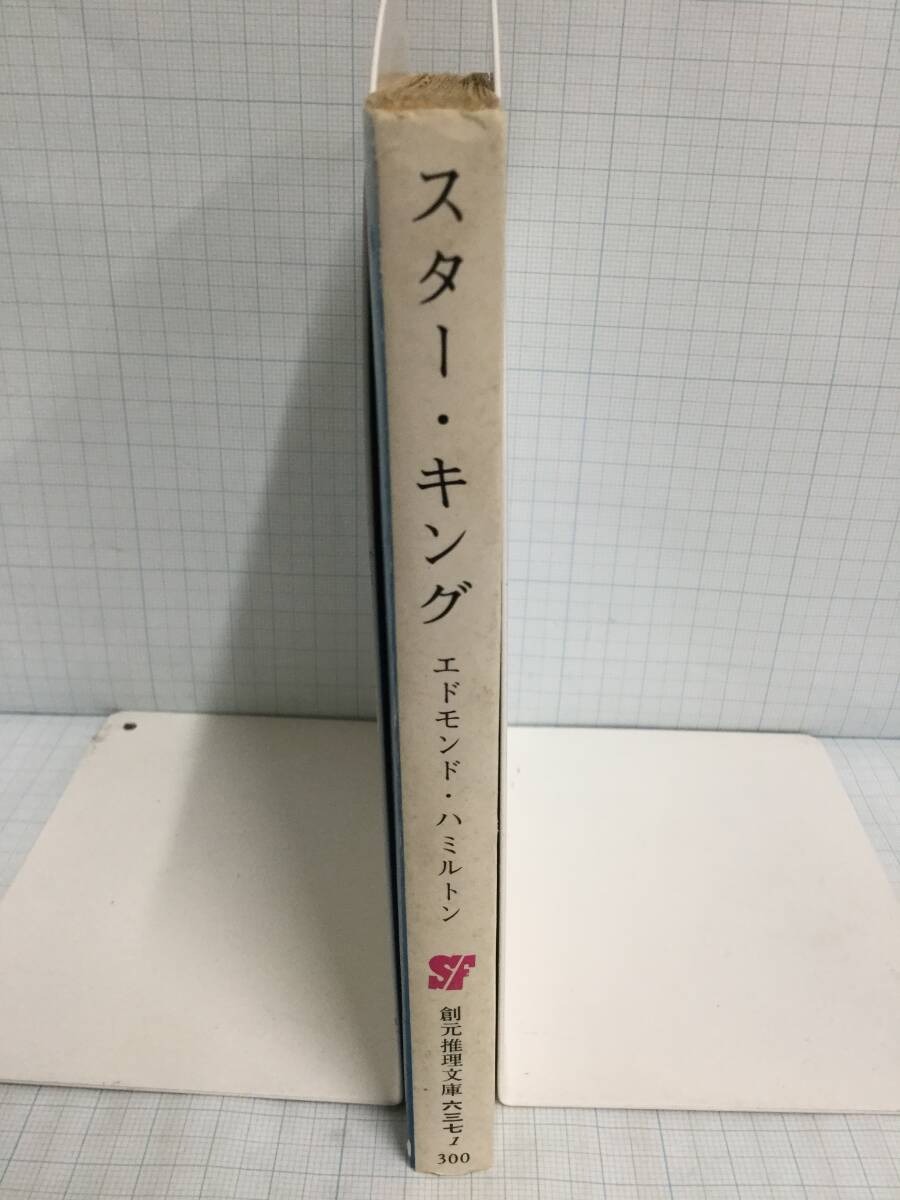 スター・キング
エドモンド・ハミルトン
SF
創元推理文庫六三七1
300